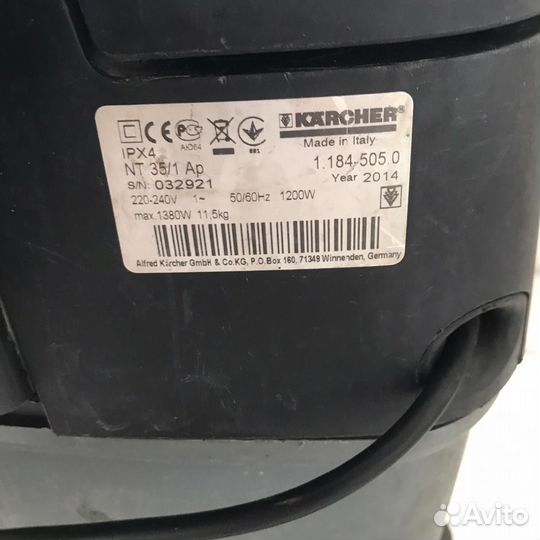 KÄRCHER®
Made in Italy
IPX4
АЮ64
NT 35/1 Ap
1.184-505.0
S/N: 032921
Year 2014
220-240V 1~ 50/60Hz 1200W
max.1380W 11,5kg
Alfred Kärcher GmbH & Co.KG, P.O.Box 160, 71349 Winnenden, Germany
Avito